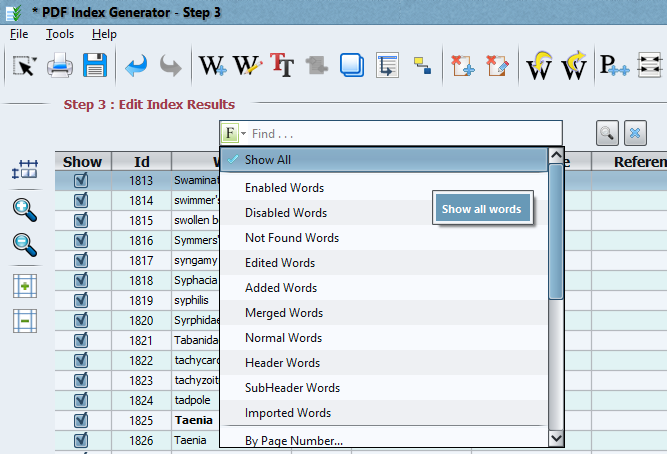 * PDF Index Generator - Step 3
File Tools Help
Step 3 : Edit Index Results
F Find . . .
Show Id W e Referen
Show All
Enabled Words
Disabled Words
Not Found Words
Edited Words
Added Words
Merged Words
Normal Words
Header Words
SubHeader Words
Imported Words
By Page Number...
Show all words
1813 Swaminat
1814 swimmer's
1815 swollen b
1816 Symmers'
1817 syngamy
1818 Syphacia
1819 syphilis
1820 Syrphidae
1821 Tabanida
1822 tachycard
1823 tachyzoit
1824 tadpole
1825 Taenia
1826 Taenia